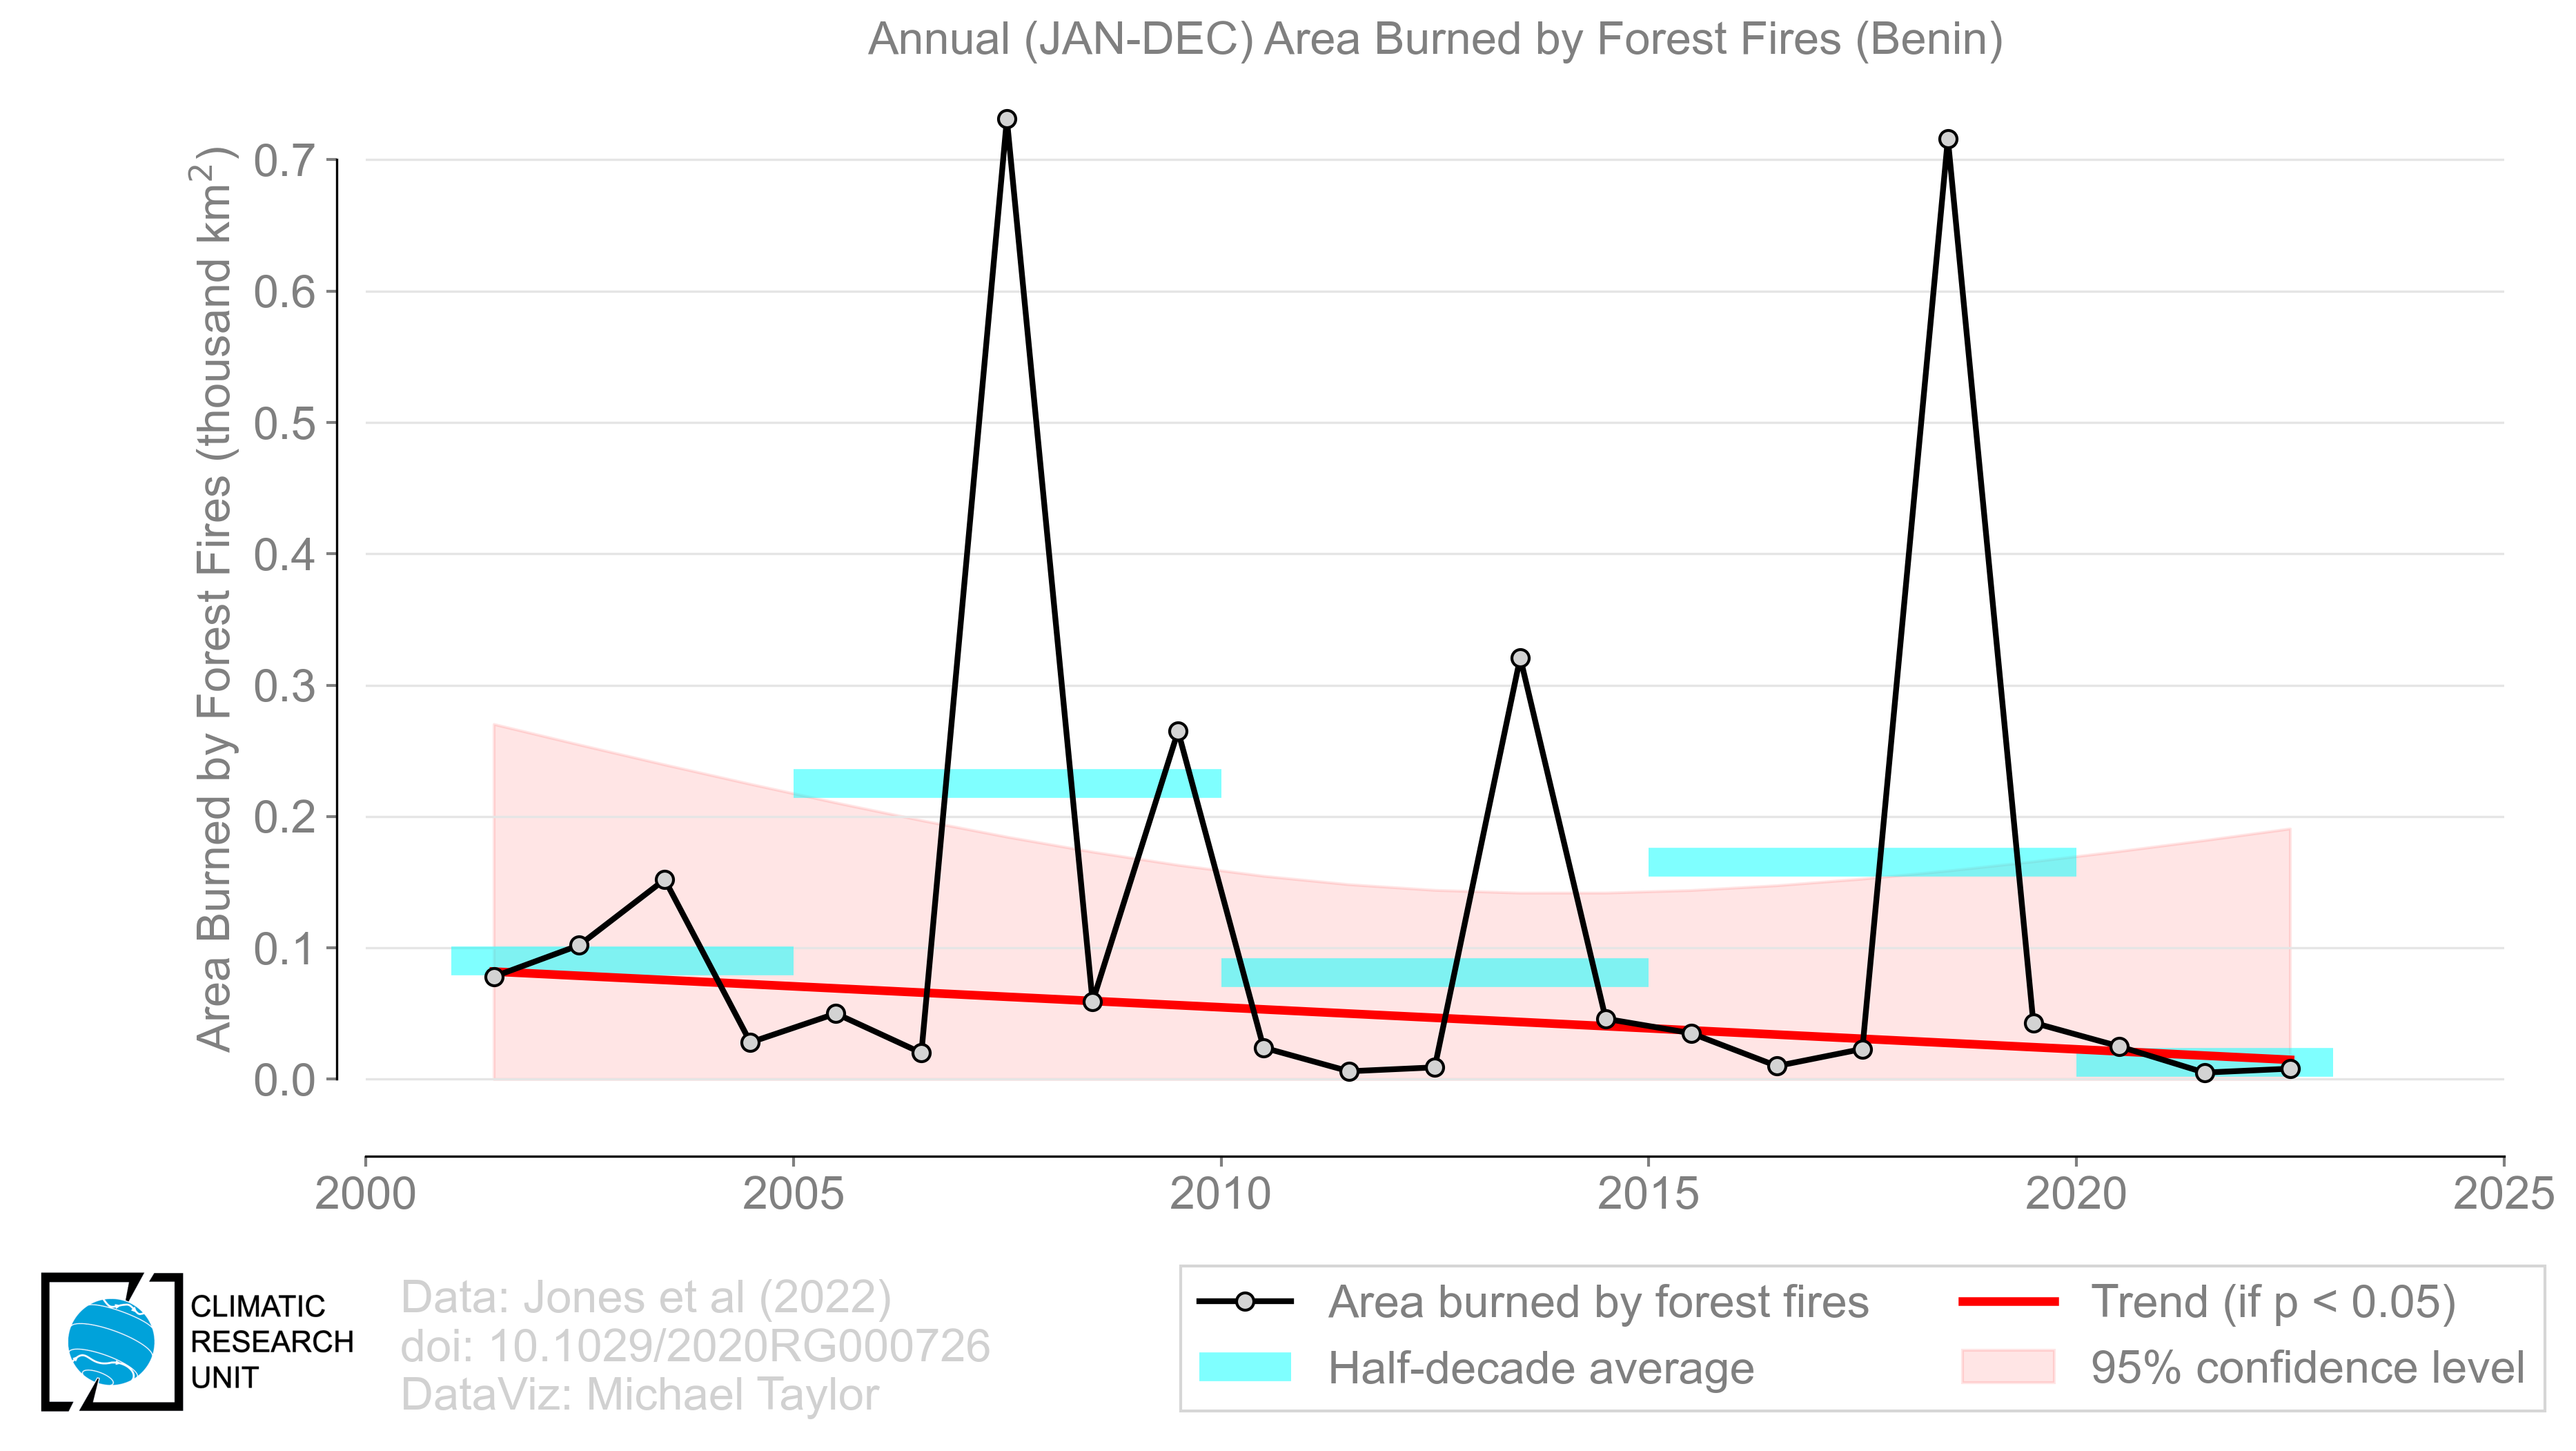 Annual (JAN-DEC) Area Burned by Forest Fires (Benin)
Area Burned by Forest Fires (thousand km²)
0.7
0.6
0.5
0.4
0.3
0.2
0.1
0.0
2000 2005 2010 2015 2020 2025
CLIMATIC
RESEARCH
UNIT
Data: Jones et al (2022)
doi: 10.1029/2020RG000726
DataViz: Michael Taylor
Area burned by forest fires
Half-decade average
Trend (if p < 0.05)
95% confidence level